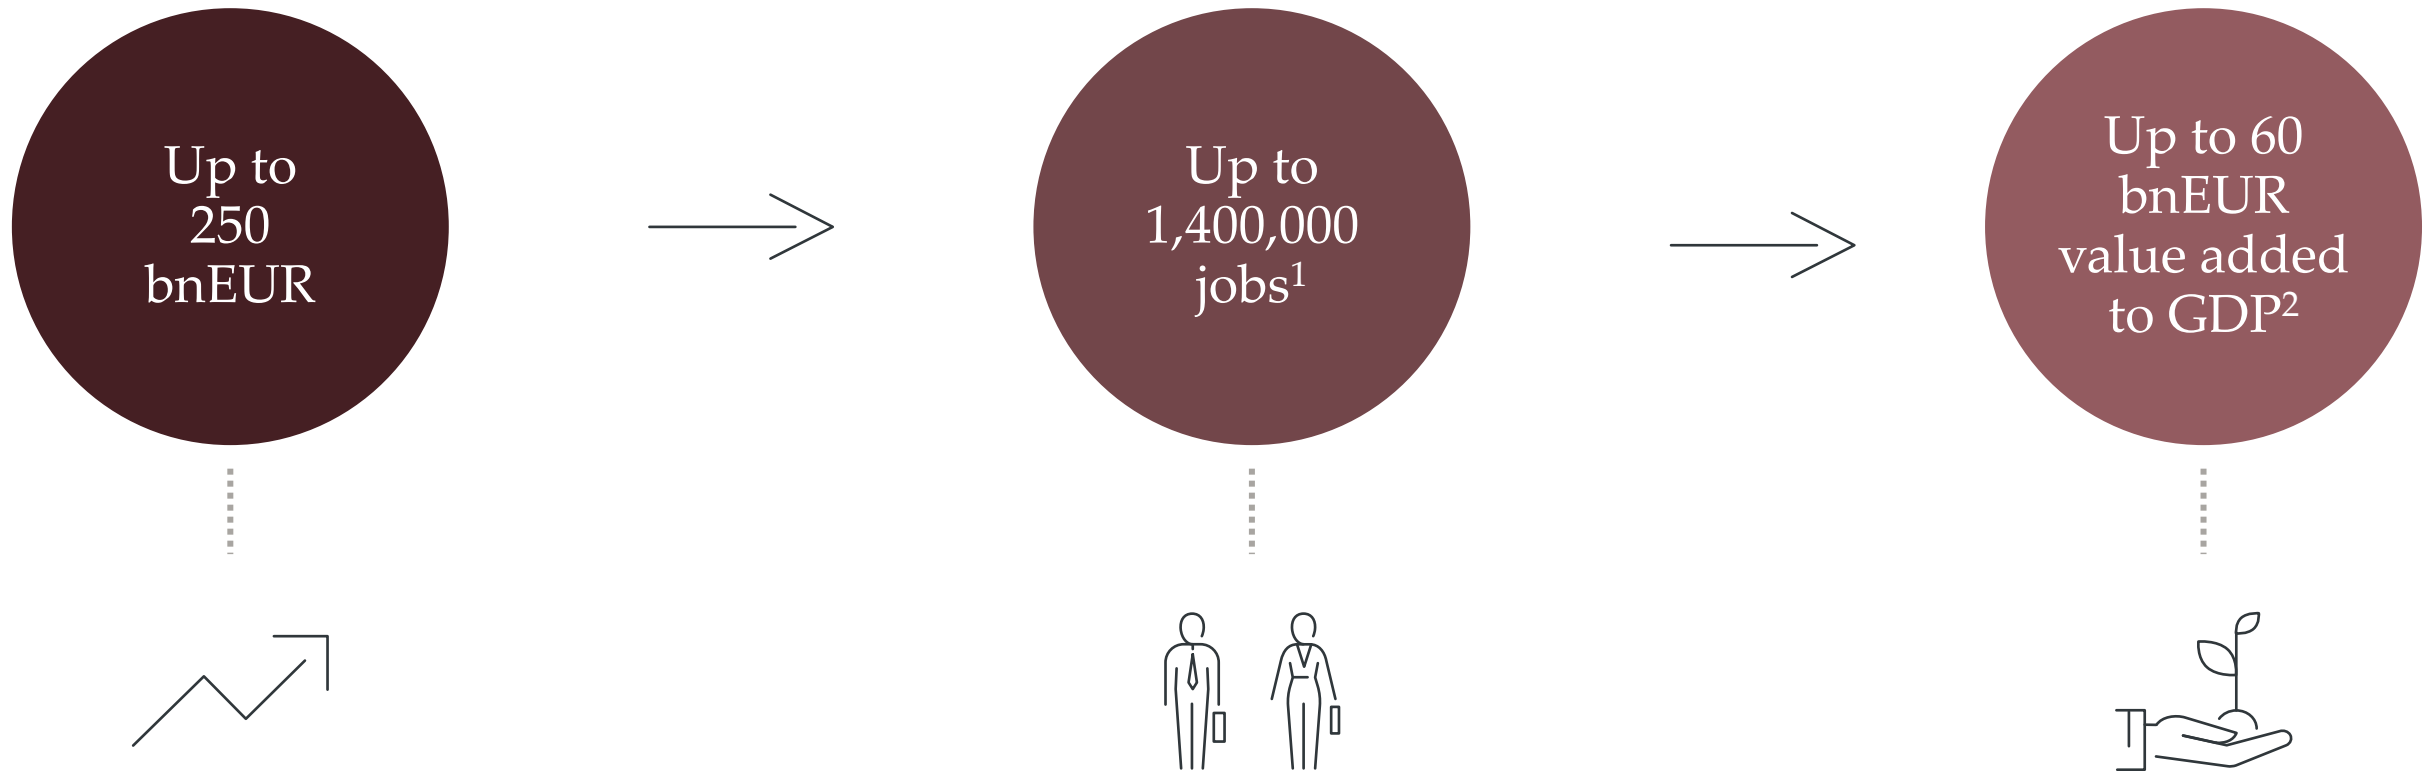 Up to
250
bnEUR
Up to
1,400,000
jobs¹
Up to 60
bnEUR
value added
to GDP²